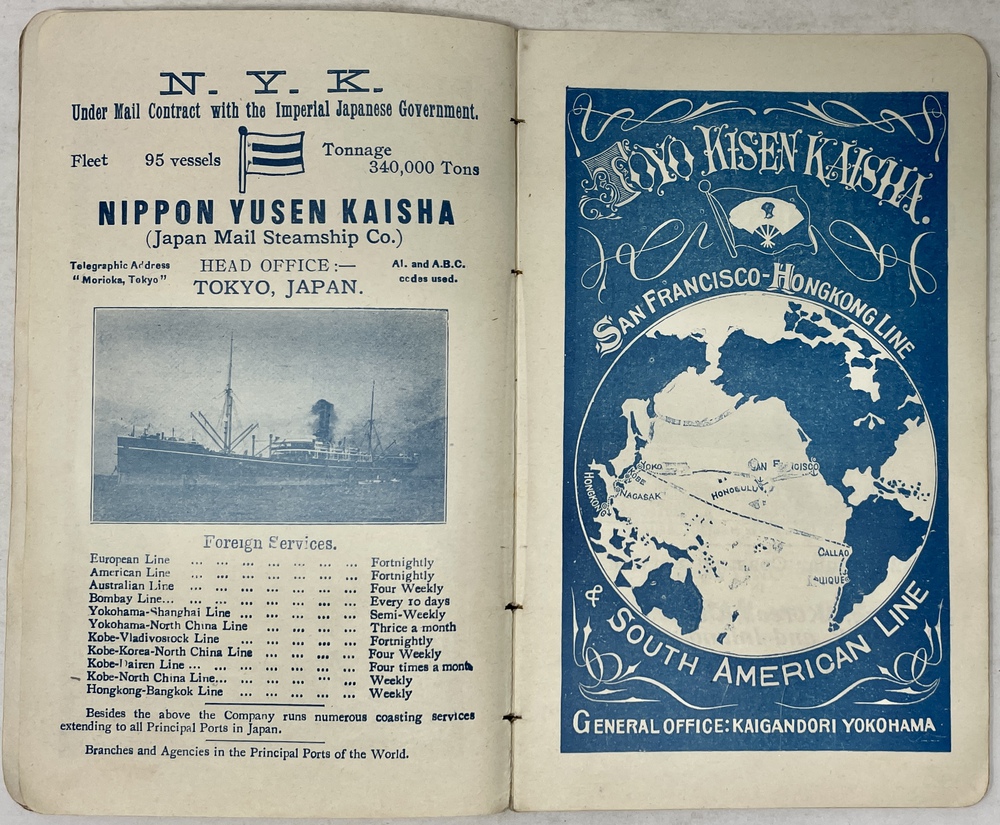 N. Y. K.
Under Mail Contract with the Imperial Japanese Government.
Fleet 95 vessels Tonnage
340,000 Tons
NIPPON YUSEN KAISHA
(Japan Mail Steamship Co.)
Telegraphic Address HEAD OFFICE :— A1. and A.B.C.
"Morioka, Tokyo" TOKYO, JAPAN. codes used.
Foreign Services.
European Line ... ... ... ... ... ... ... Fortnightly
American Line ... ... ... ... ... ... ... Fortnightly
Australian Line ... ... ... ... ... ... ... Four Weekly
Bombay Line... ... ... ... ... ... ... ... Every 10 days
Yokohama-Shanghai Line ... ... ... ... ... Semi-Weekly
Yokohama-North China Line ... ... ... ... Thrice a month
Kobe-Vladivostock Line ... ... ... ... ... Fortnightly
Kobe-Korea-North China Line ... ... ... ... Four Weekly
Kobe-Dairen Line ... ... ... ... ... ... ... Four times a month
Kobe-North China Line... ... ... ... ... ... Weekly
Hongkong-Bangkok Line ... ... ... ... ... Weekly
Besides the above the Company runs numerous coasting services
extending to all Principal Ports in Japan.
Branches and Agencies in the Principal Ports of the World.
TOYO KISEN KAISHA.
SAN FRANCISCO-HONGKONG LINE
YOKO
SAN FRANCISCO
KOBE
HONGKONG
NAGASAK
HONOLULU
CALLAO
IQUIQUE
& SOUTH AMERICAN LINE
GENERAL OFFICE: KAIGANDORI YOKOHAMA